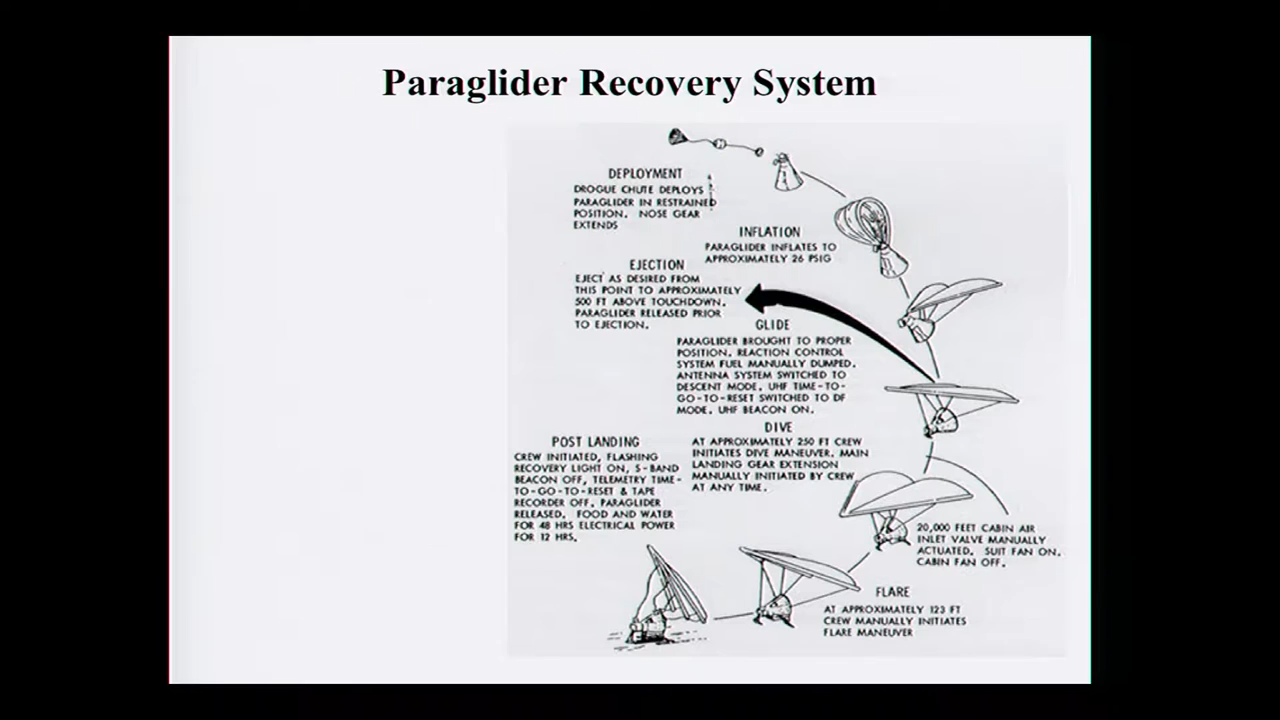 Paraglider Recovery System
DEPLOYMENT
DROGUE CHUTE DEPLOYS
PARAGLIDER IN RESTRAINED
POSITION. NOSE GEAR
EXTENDS
INFLATION
PARAGLIDER INFLATES TO
APPROXIMATELY 26 PSIG
EJECTION
EJECT AS DESIRED FROM
THIS POINT TO APPROXIMATELY
500 FT ABOVE TOUCHDOWN.
PARAGLIDER RELEASED PRIOR
TO EJECTION.
GLIDE
PARAGLIDER BROUGHT TO PROPER
POSITION. REACTION CONTROL
SYSTEM FUEL MANUALLY DUMPED.
ANTENNA SYSTEM SWITCHED TO
DESCENT MODE. UHF TIME-TO-
GO-TO-RESET SWITCHED TO DF
MODE. UHF BEACON ON.
DIVE
AT APPROXIMATELY 250 FT CREW
INITIATES DIVE MANEUVER. MAIN
LANDING GEAR EXTENSION
MANUALLY INITIATED BY CREW
AT ANY TIME.
POST LANDING
CREW INITIATED, FLASHING
RECOVERY LIGHT ON, S-BAND
BEACON OFF, TELEMETRY TIME-
TO-GO-TO-RESET & TAPE
RECORDER OFF. PARAGLIDER
RELEASED. FOOD AND WATER
FOR 48 HRS ELECTRICAL POWER
FOR 12 HRS.
20,000 FEET CABIN AIR
INLET VALVE MANUALLY
ACTUATED. SUIT FAN ON.
CABIN FAN OFF.
FLARE
AT APPROXIMATELY 123 FT
CREW MANUALLY INITIATES
FLARE MANEUVER